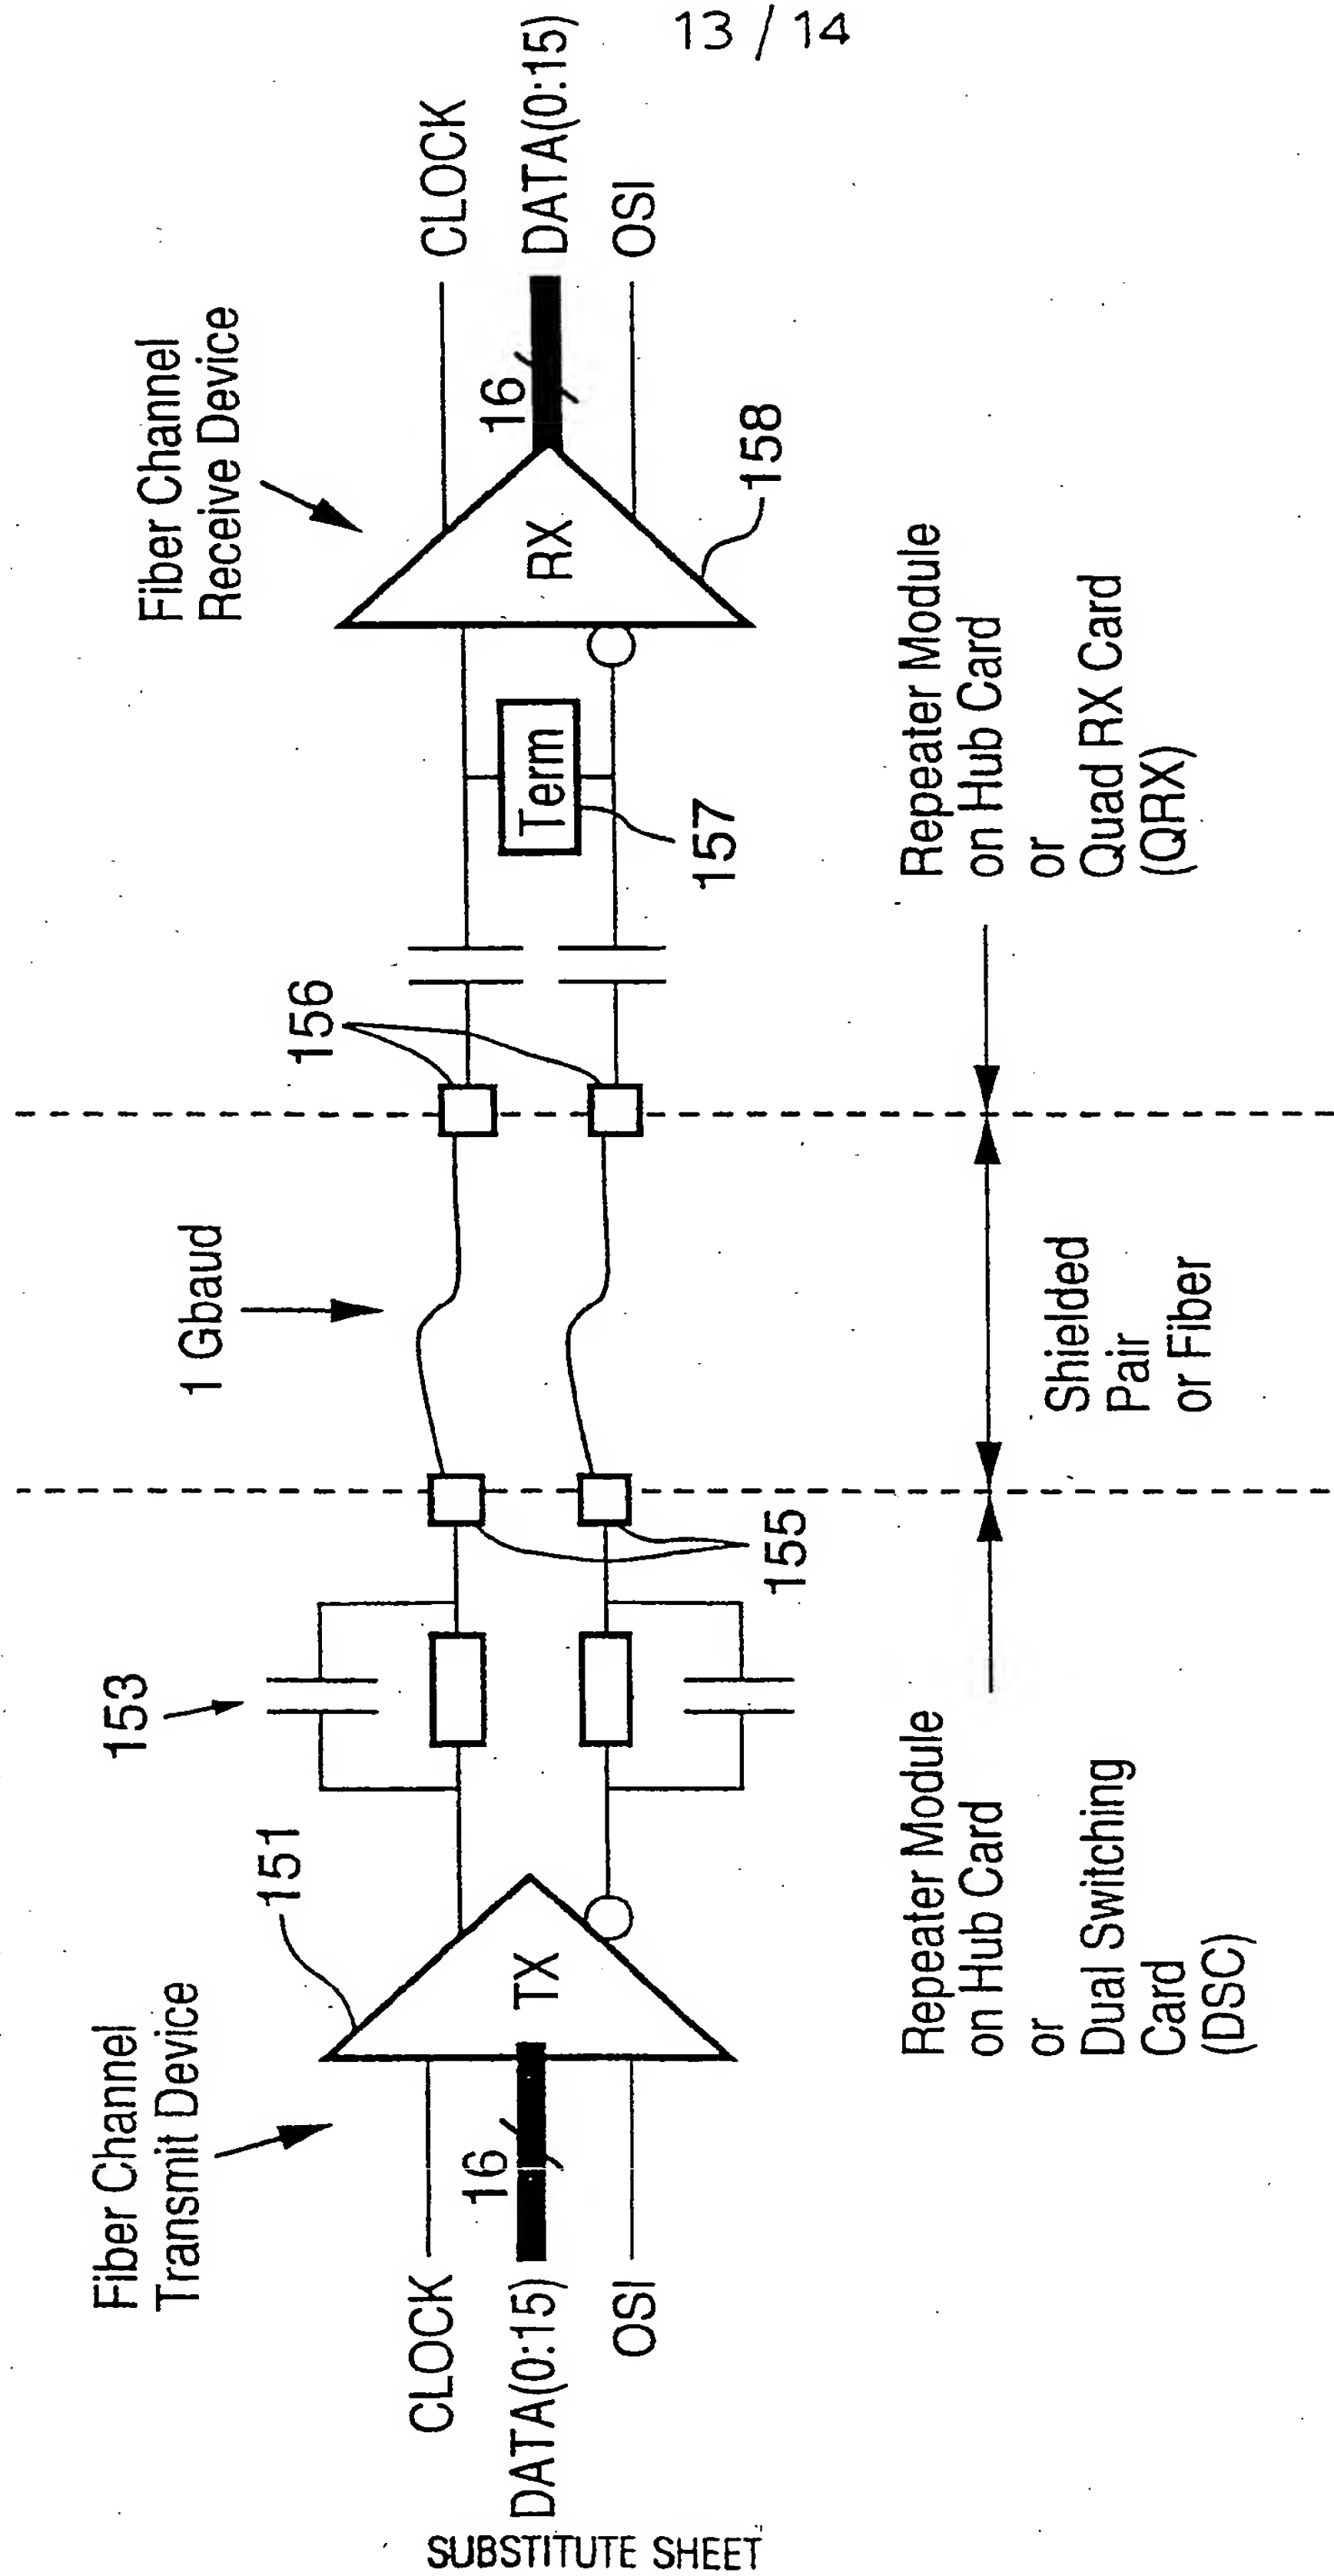 13 / 14
Fiber Channel
Transmit Device
151
153
1 Gbaud
156
Fiber Channel
Receive Device
CLOCK
DATA(0:15)
OSI
16
TX
155
Term
157
RX
158
16
CLOCK
DATA(0:15)
OSI
Repeater Module
on Hub Card
or
Dual Switching
Card
(DSC)
Shielded
Pair
or Fiber
Repeater Module
on Hub Card
or
Quad RX Card
(QRX)
SUBSTITUTE SHEET